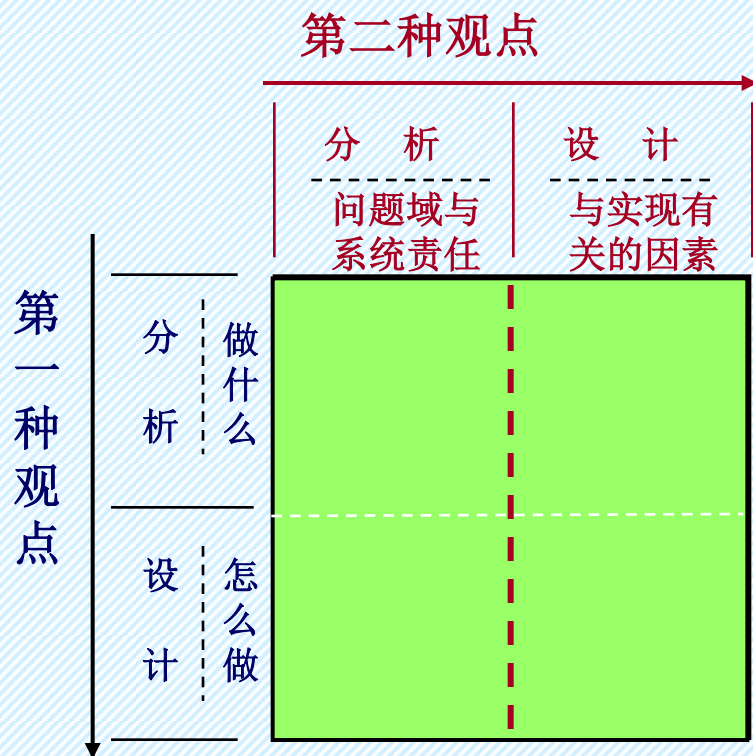 第二种观点
分 析
设 计
问题域与
系统责任
与实现有
关的因素
第一种观点
分析
做什么
设计
怎么做